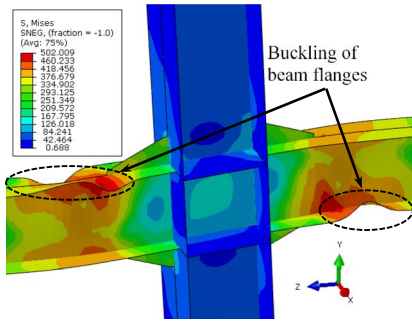 S, Mises
SNEG, (fraction = -1.0)
(Avg: 75%)
502.009
460.233
418.456
376.679
334.902
293.125
251.349
209.572
167.795
126.018
84.241
42.464
0.688
Buckling of
beam flanges
Y
Z
X